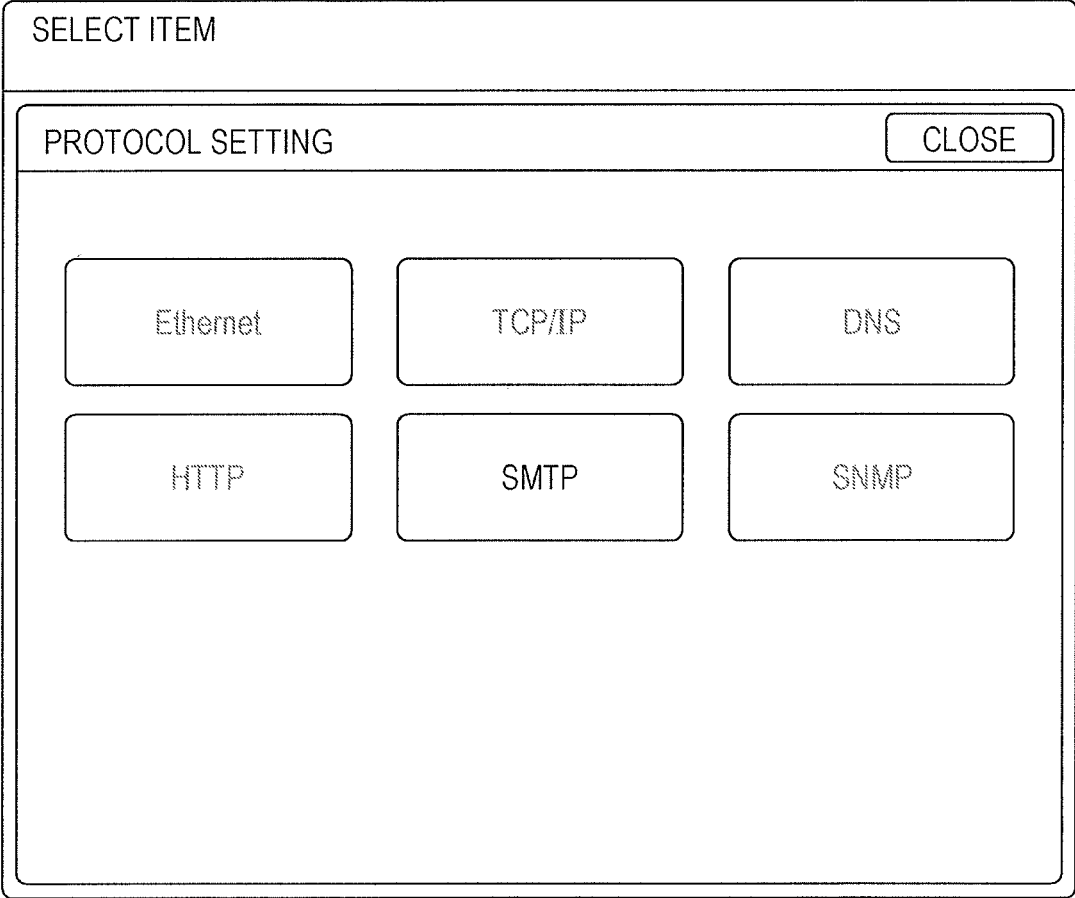 SELECT ITEM
PROTOCOL SETTING CLOSE
Ethernet TCP/IP DNS
HTTP SMTP SNMP